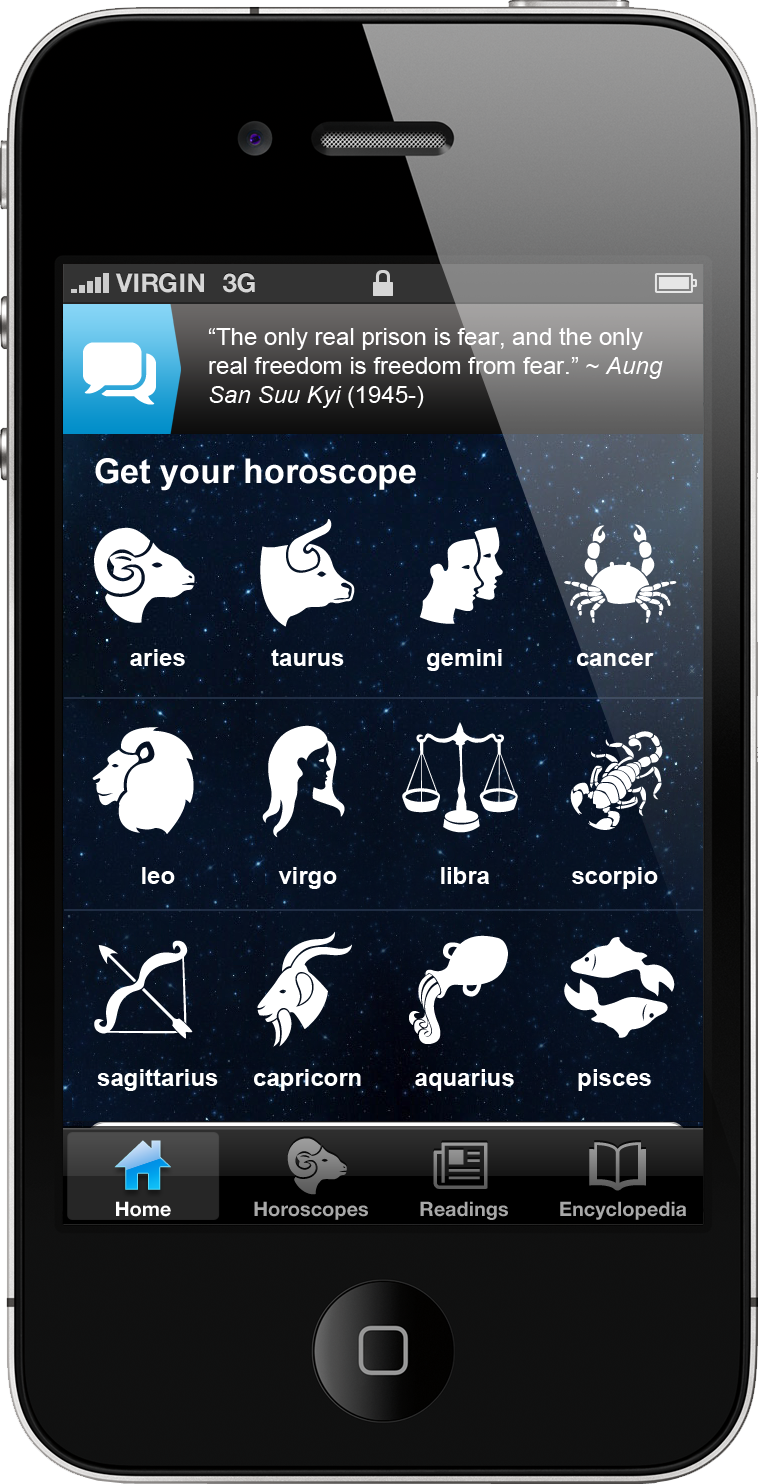 VIRGIN 3G
“The only real prison is fear, and the only
real freedom is freedom from fear.” ~ Aung
San Suu Kyi (1945-)
Get your horoscope
aries taurus gemini cancer
leo virgo libra scorpio
sagittarius capricorn aquarius pisces
Home Horoscopes Readings Encyclopedia